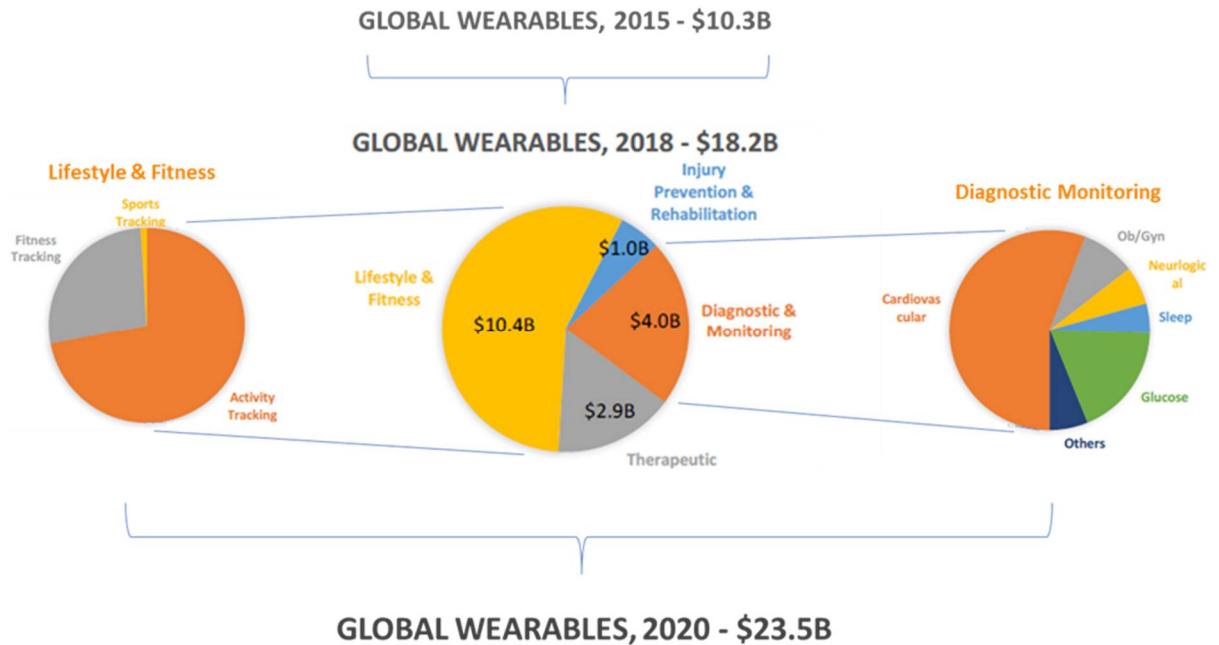 GLOBAL WEARABLES, 2015 - $10.3B
GLOBAL WEARABLES, 2018 - $18.2B
Lifestyle & Fitness
Sports
Tracking
Fitness
Tracking
Activity
Tracking
Injury
Prevention &
Rehabilitation
$1.0B
Lifestyle &
Fitness
$10.4B
$4.0B
Diagnostic &
Monitoring
$2.9B
Therapeutic
Diagnostic Monitoring
Ob/Gyn
Neurlogic
al
Cardiovas
cular
Sleep
Glucose
Others
GLOBAL WEARABLES, 2020 - $23.5B